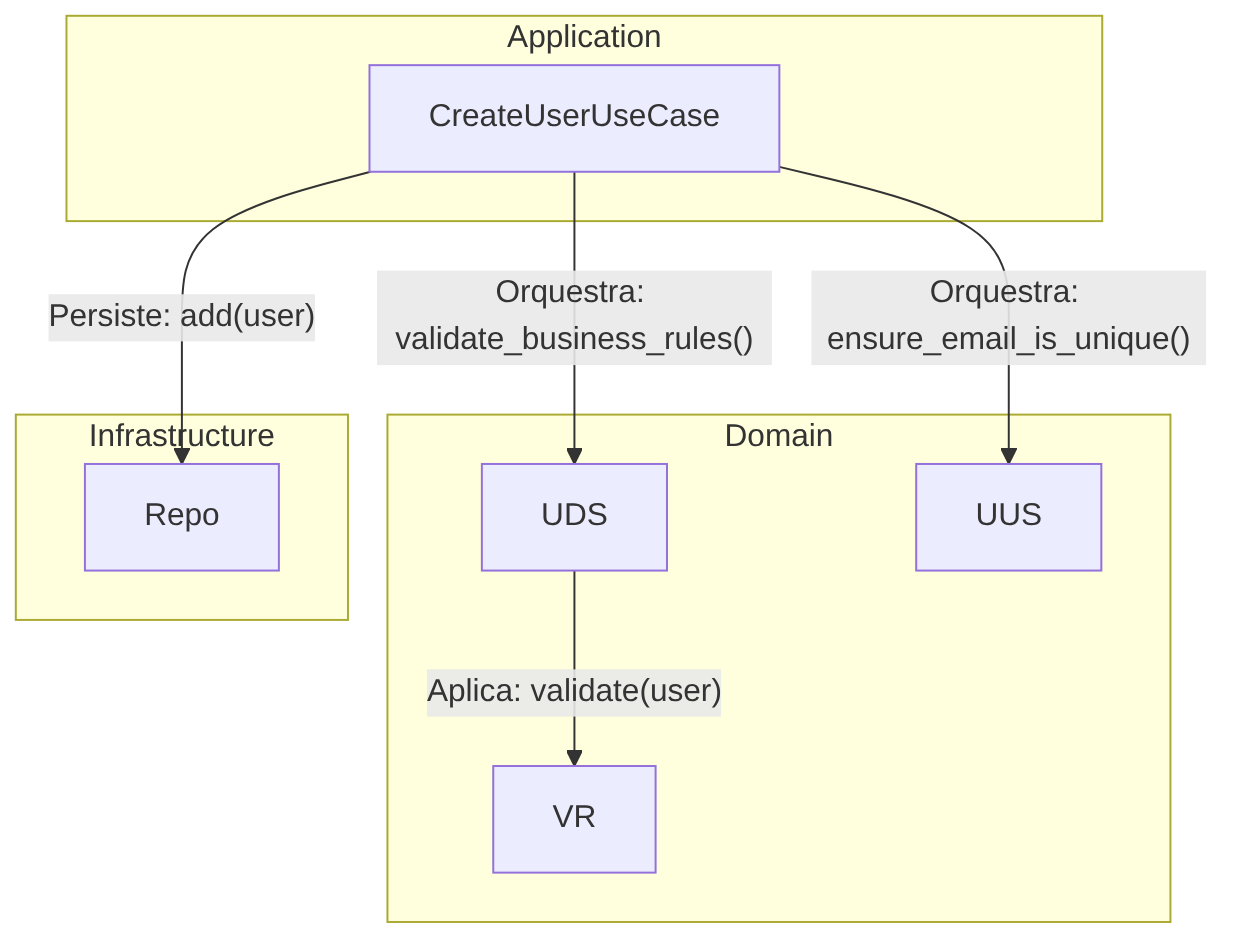 Application
CreateUserUseCase
Persiste: add(user)
Orquestra:
validate_business_rules()
Orquestra:
ensure_email_is_unique()
Infrastructure
Repo
Domain
UDS
UUS
Aplica: validate(user)
VR